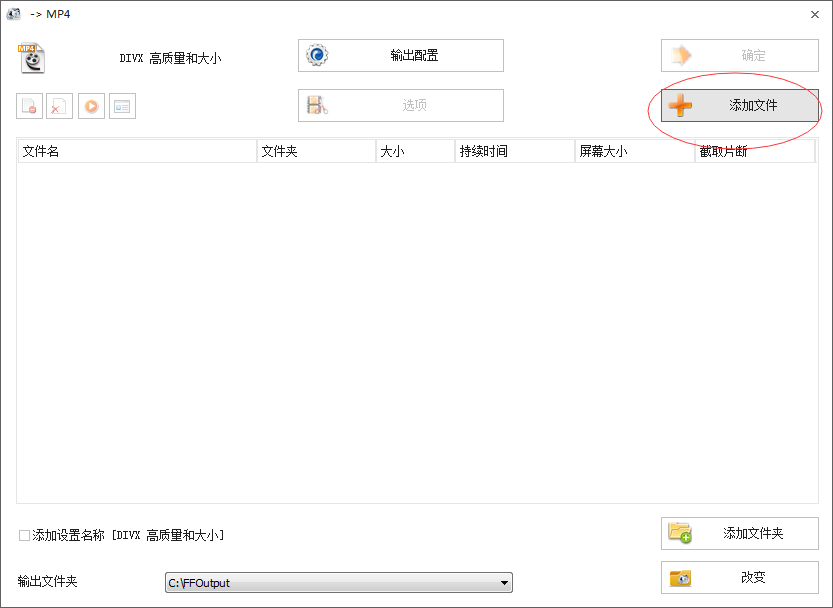 -> MP4
MP4
DIVX 高质量和大小
输出配置
确定
选项
添加文件
文件名 文件夹 大小 持续时间 屏幕大小 截取片断
添加设置名称 [DIVX 高质量和大小]
添加文件夹
输出文件夹
C:\FFOutput
改变